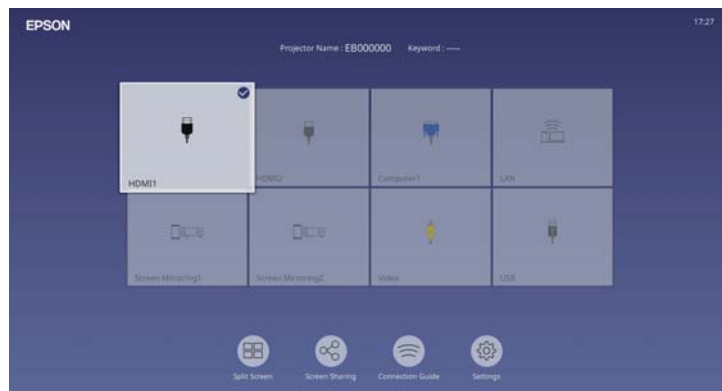 EPSON
17:27
Projector Name : EB000000 Keyword : ----
HDMI1
HDMI2
Computer1
LAN
Screen Mirroring1
Screen Mirroring2
Video
USB
Split Screen
Screen Sharing
Connection Guide
Settings